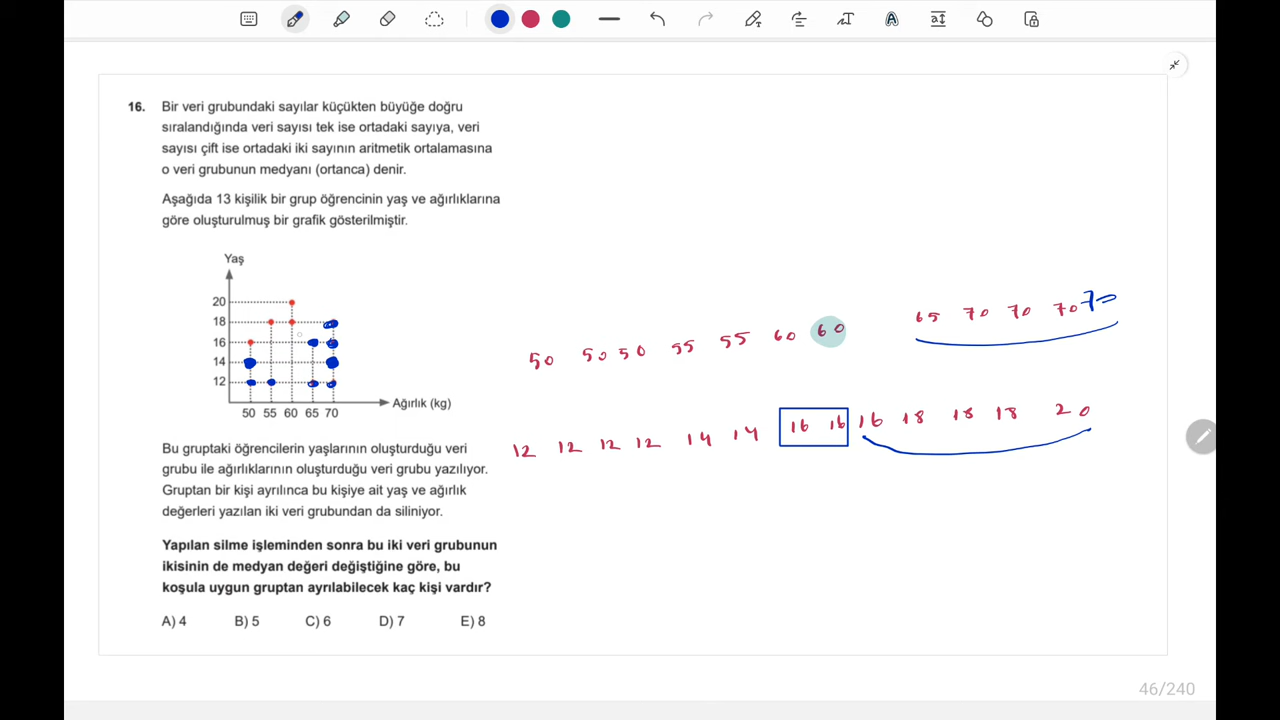 16. Bir veri grubundaki sayılar küçükten büyüğe doğru
sıralandığında veri sayısı tek ise ortadaki sayıya, veri
sayısı çift ise ortadaki iki sayının aritmetik ortalamasına
o veri grubunun medyanı (ortanca) denir.
Aşağıda 13 kişilik bir grup öğrencinin yaş ve ağırlıklarına
göre oluşturulmuş bir grafik gösterilmiştir.
Yaş
20
18
16
14
12
50 55 60 65 70
Ağırlık (kg)
Bu gruptaki öğrencilerin yaşlarının oluşturduğu veri
grubu ile ağırlıklarının oluşturduğu veri grubu yazılıyor.
Gruptan bir kişi ayrılınca bu kişiye ait yaş ve ağırlık
değerleri yazılan iki veri grubundan da siliniyor.
Yapılan silme işleminden sonra bu iki veri grubunun
ikisinin de medyan değeri değiştiğine göre, bu
koşula uygun gruptan ayrılabilecek kaç kişi vardır?
A) 4 B) 5 C) 6 D) 7 E) 8
50 50 50 55 55 60 60 65 70 70 70 70
12 12 12 12 14 14 16 16 16 18 18 18 20
46/240